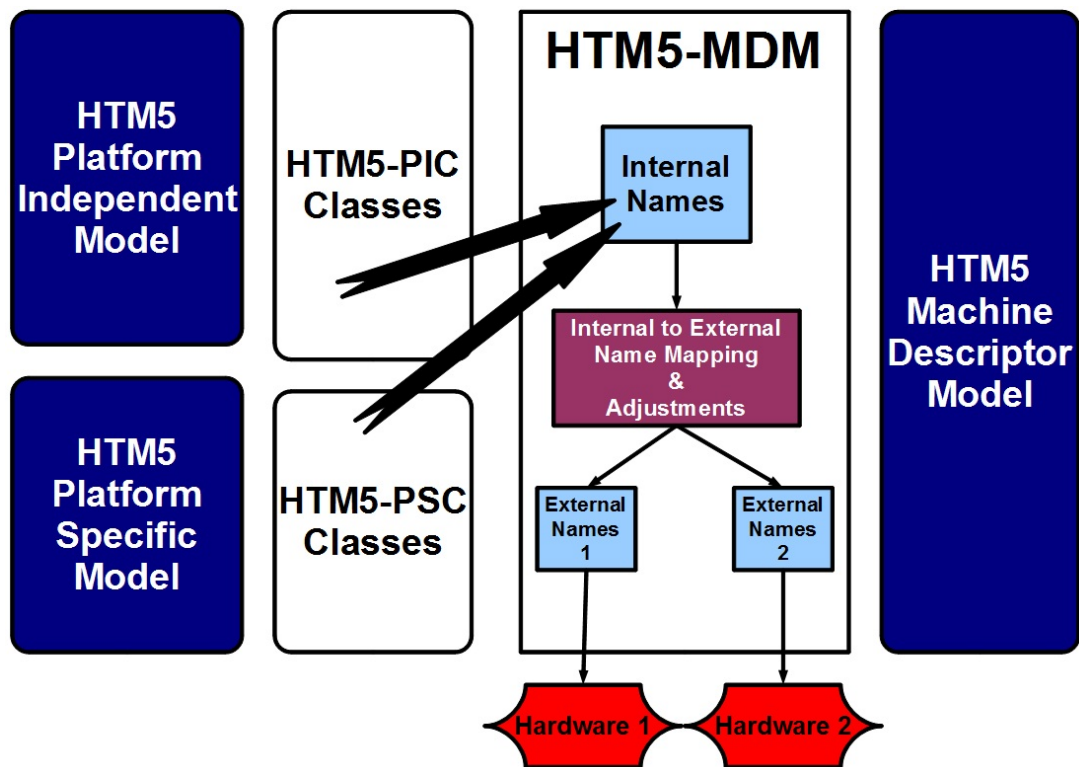 HTM5
Platform
Independent
Model
HTM5-PIC
Classes
HTM5-MDM
Internal
Names
Internal to External
Name Mapping
&
Adjustments
External
Names
1
External
Names
2
HTM5
Machine
Descriptor
Model
HTM5
Platform
Specific
Model
HTM5-PSC
Classes
Hardware 1
Hardware 2